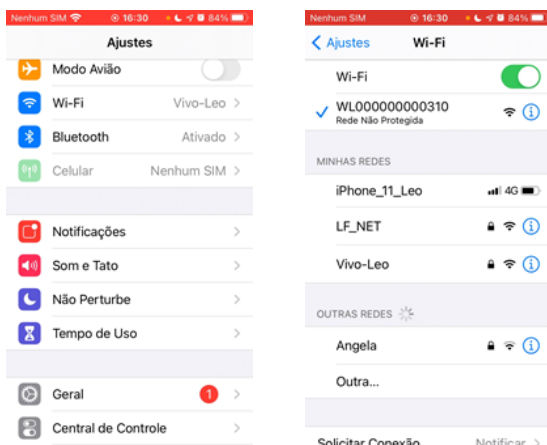 Nenhum SIM 16:30 84%
Ajustes
Modo Avião
Wi-Fi Vivo-Leo
Bluetooth Ativado
Celular Nenhum SIM
Notificações
Som e Tato
Não Perturbe
Tempo de Uso
Geral 1
Central de Controle
Nenhum SIM 16:30 84%
Ajustes Wi-Fi
Wi-Fi
WL000000000310
Rede Não Protegida
MINHAS REDES
iPhone_11_Leo 4G
LF_NET
Vivo-Leo
OUTRAS REDES
Angela
Outra...
Solicitar Conexão Notificar